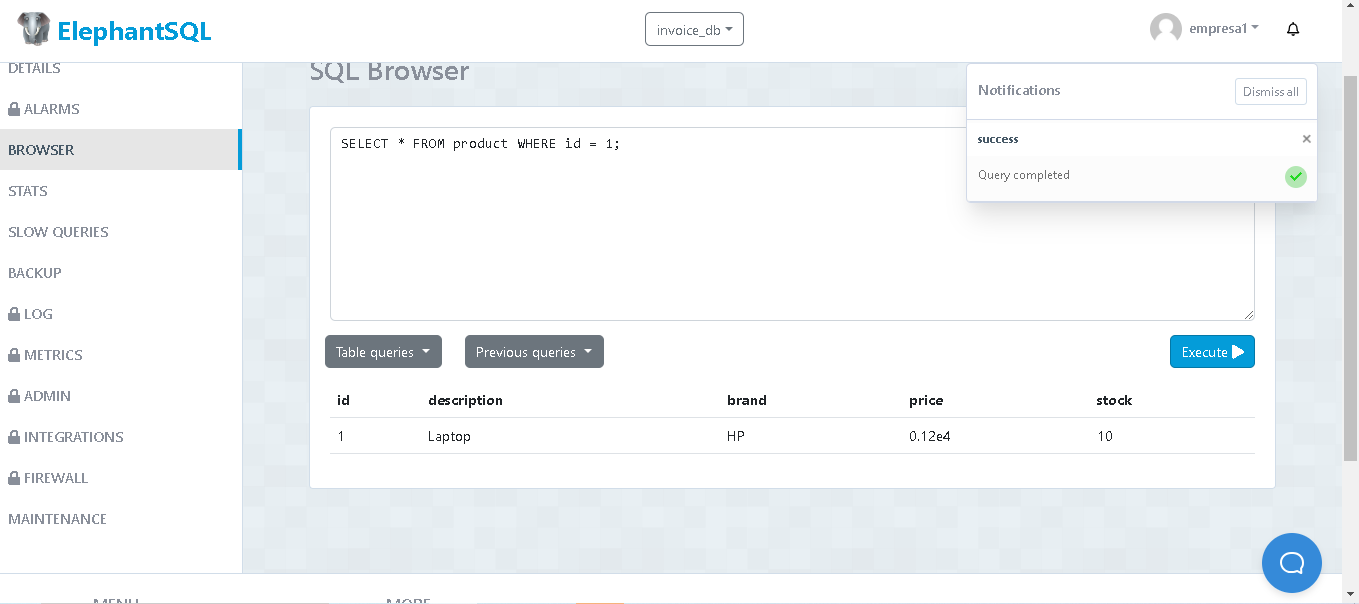 ElephantSQL
invoice_db
empresa1
DETAILS
ALARMS
BROWSER
STATS
SLOW QUERIES
BACKUP
LOG
METRICS
ADMIN
INTEGRATIONS
FIREWALL
MAINTENANCE
SQL Browser
SELECT * FROM product WHERE id = 1;
Notifications
Dismiss all
success
×
Query completed
Table queries
Previous queries
Execute
id description brand price stock
1 Laptop HP 0.12e4 10
MENU
MORE